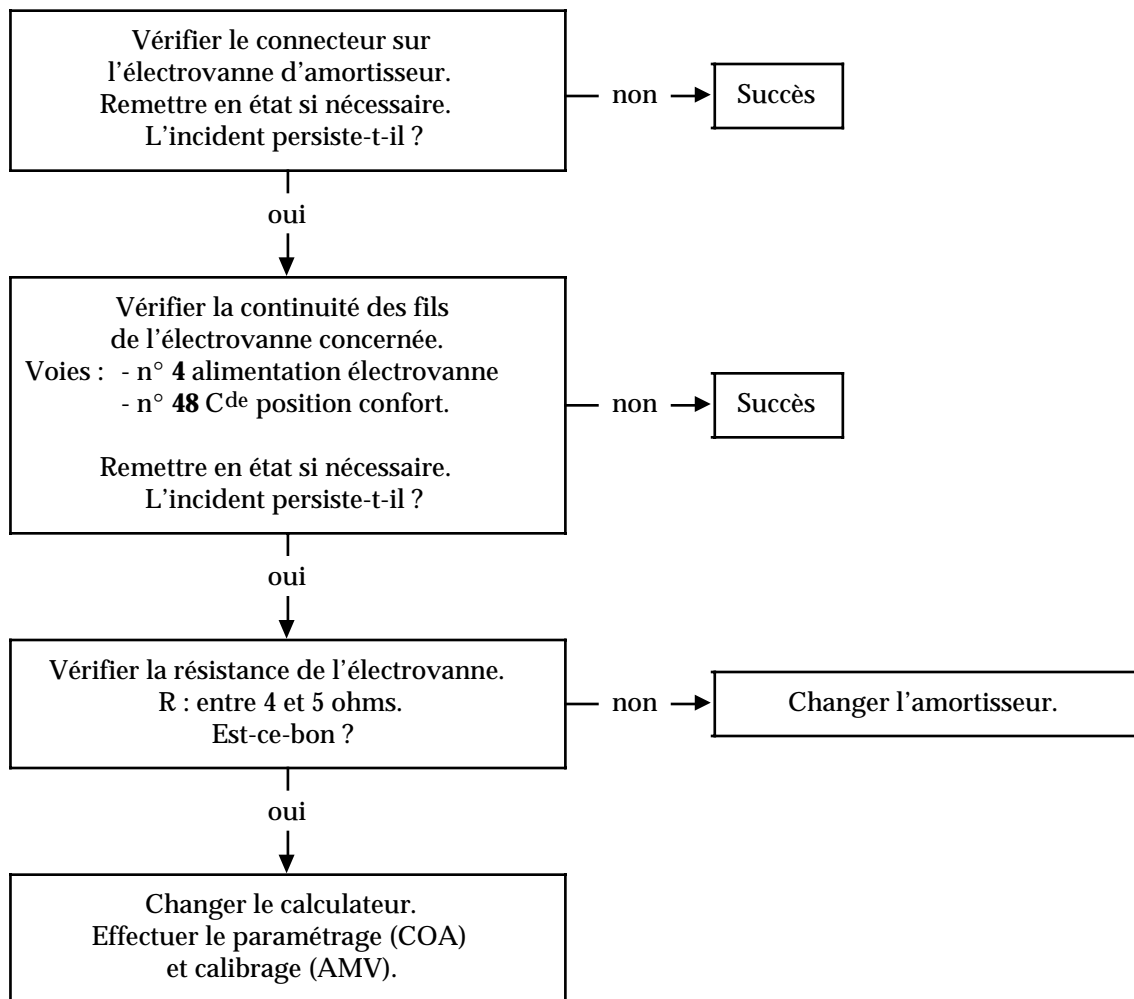 Vérifier le connecteur sur
l'électrovanne d'amortisseur.
Remettre en état si nécessaire.
L'incident persiste-t-il ?
non
Succès
oui
Vérifier la continuité des fils
de l'électrovanne concernée.
Voies : - n° 4 alimentation électrovanne
- n° 48 Cde position confort.
Remettre en état si nécessaire.
L'incident persiste-t-il ?
non
Succès
oui
Vérifier la résistance de l'électrovanne.
R : entre 4 et 5 ohms.
Est-ce-bon ?
non
Changer l'amortisseur.
oui
Changer le calculateur.
Effectuer le paramétrage (COA)
et calibrage (AMV).